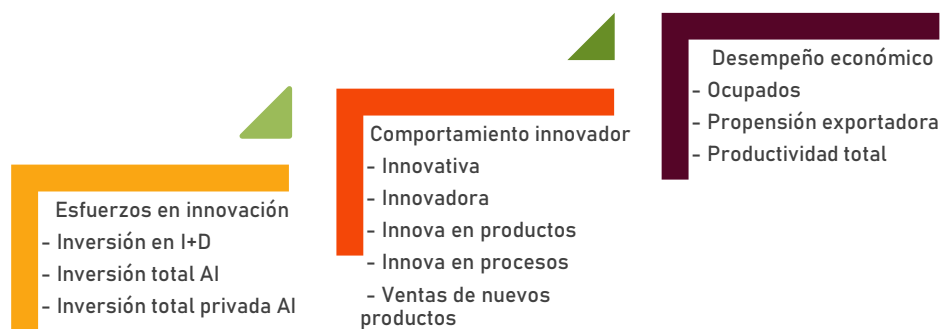 Esfuerzos en innovación
- Inversión en I+D
- Inversión total AI
- Inversión total privada AI
Comportamiento innovador
- Innovativa
- Innovadora
- Innova en productos
- Innova en procesos
- Ventas de nuevos
productos
Desempeño económico
- Ocupados
- Propensión exportadora
- Productividad total